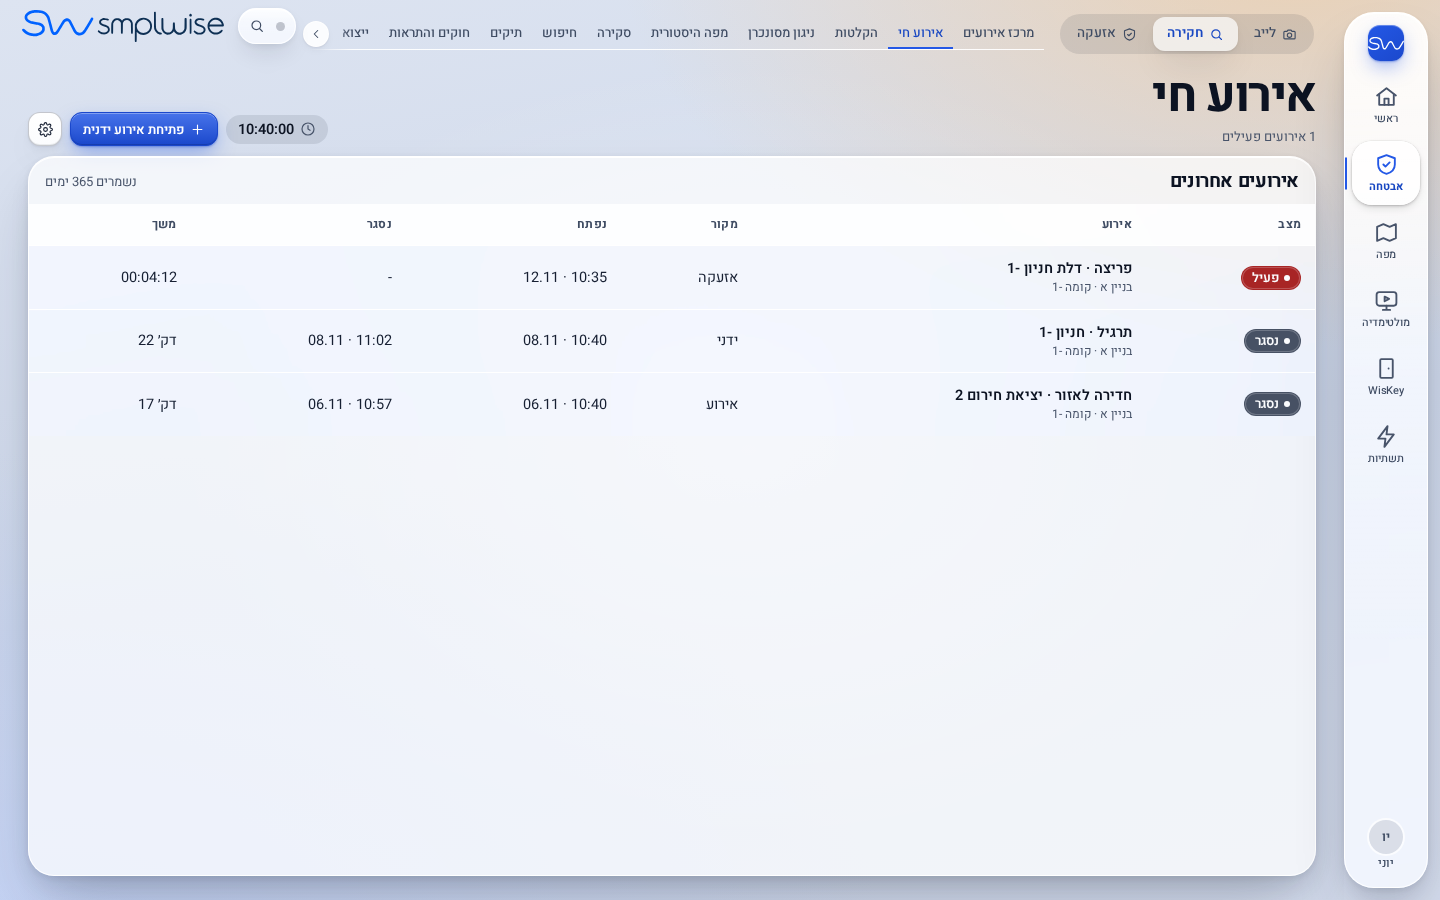 smplwise
לייב
חקירה
אזעקה
מרכז אירועים
אירוע חי
הקלטות
ניגון מסונכרן
מפה היסטורית
סקירה
חיפוש
תיקים
חוקים והתראות
ייצוא
SW
ראשי
אבטחה
מפה
מולטימדיה
WisKey
תשתיות
יו
יוני
אירוע חי
1 אירועים פעילים
10:40:00
פתיחת אירוע ידנית
אירועים אחרונים
נשמרים 365 ימים
מצב אירוע מקור נפתח נסגר משך
פעיל פריצה · דלת חניון -1 אזעקה 12.11 · 10:35 - 00:04:12
בניין א · קומה -1
נסגר תרגיל · חניון -1 ידני 08.11 · 10:40 08.11 · 11:02 22 דק׳
בניין א · קומה -1
נסגר חדירה לאזור · יציאת חירום 2 אירוע 06.11 · 10:40 06.11 · 10:57 17 דק׳
בניין א · קומה -1